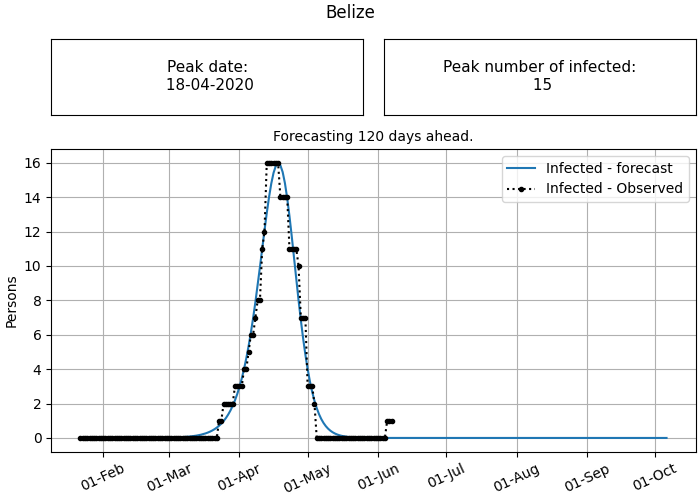 Belize
Peak date:
18-04-2020
Peak number of infected:
15
Forecasting 120 days ahead.
Infected - forecast
Infected - Observed
Persons
16
14
12
10
8
6
4
2
0
01-Feb
01-Mar
01-Apr
01-May
01-Jun
01-Jul
01-Aug
01-Sep
01-Oct